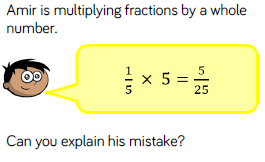 Amir is multiplying fractions by a whole
number.
1/5 × 5 = 5/25
Can you explain his mistake?